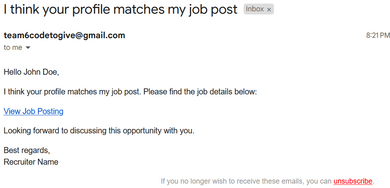 I think your profile matches my job post Inbox x
team6codetogive@gmail.com 8:21 PM
to me
Hello John Doe,
I think your profile matches my job post. Please find the job details below:
View Job Posting
Looking forward to discussing this opportunity with you.
Best regards,
Recruiter Name
If you no longer wish to receive these emails, you can unsubscribe.